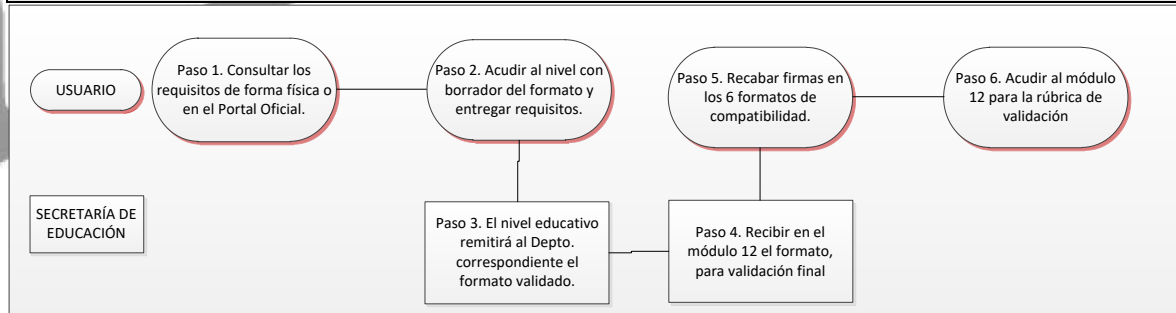 USUARIO
Paso 1. Consultar los
requisitos de forma física o
en el Portal Oficial.
Paso 2. Acudir al nivel con
borrador del formato y
entregar requisitos.
Paso 5. Recabar firmas en
los 6 formatos de
compatibilidad.
Paso 6. Acudir al módulo
12 para la rúbrica de
validación
SECRETARÍA DE
EDUCACIÓN
Paso 3. El nivel educativo
remitirá al Depto.
correspondiente el
formato validado.
Paso 4. Recibir en el
módulo 12 el formato,
para validación final